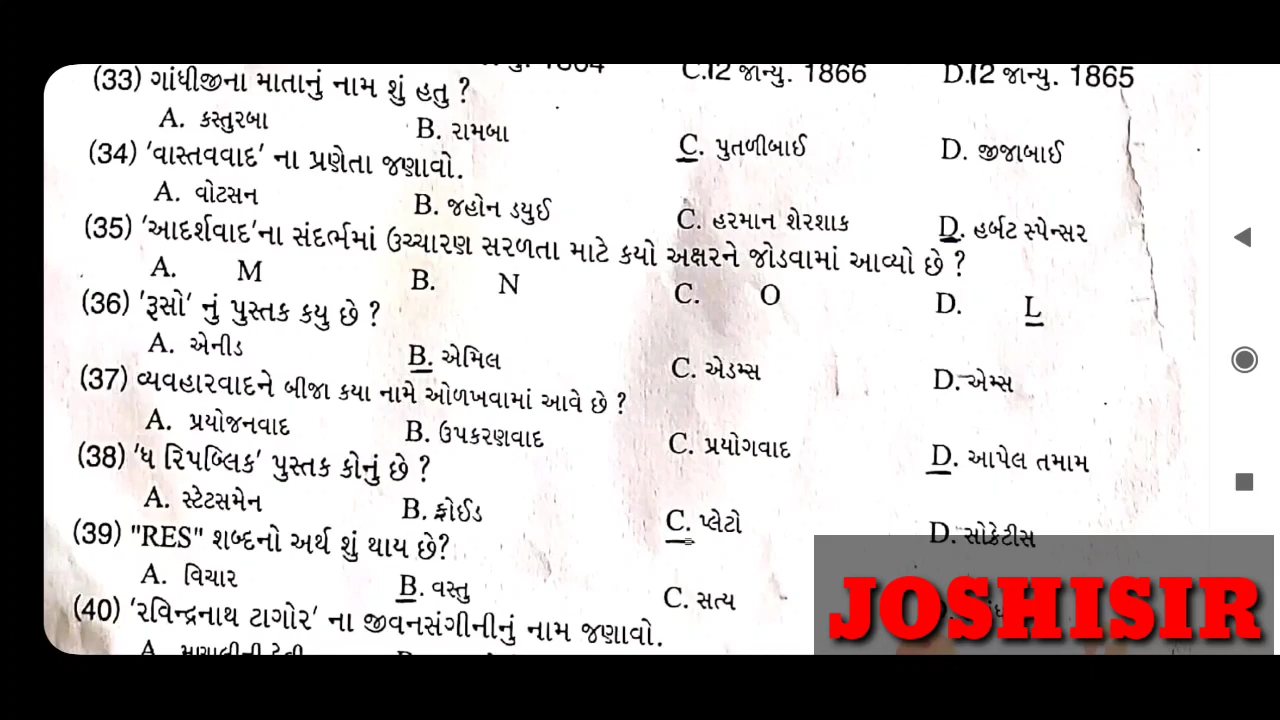 C.12 જાન્યુ. 1866 D.12 જાન્યુ. 1865
(33) ગાંધીજીના માતાનું નામ શું હતુ ?
A. કસ્તુરબા B. રામબા C. પુતળીબાઈ D. જીજાબાઈ
(34) 'વાસ્તવવાદ' ના પ્રણેતા જણાવો.
A. વોટસન B. જહોન ડયુઈ C. હરમાન શેરશાક D. હર્બટ સ્પેન્સર
(35) 'આદર્શવાદ'ના સંદર્ભમાં ઉચ્ચારણ સરળતા માટે કયો અક્ષરને જોડવામાં આવ્યો છે ?
A. M B. N C. O D. L
(36) 'રૂસો' નું પુસ્તક કયુ છે ?
A. એનીડ B. એમિલ C. એડમ્સ D. એમ્સ
(37) વ્યવહારવાદને બીજા કયા નામે ઓળખવામાં આવે છે ?
A. પ્રયોજનવાદ B. ઉપકરણવાદ C. પ્રયોગવાદ D. આપેલ તમામ
(38) 'ધ રિપબ્લિક' પુસ્તક કોનું છે ?
A. સ્ટેટસમેન B. ફ્રોઈડ C. પ્લેટો D. સોક્રેટીસ
(39) "RES" શબ્દનો અર્થ શું થાય છે?
A. વિચાર B. વસ્તુ C. સત્ય
(40) 'રવિન્દ્રનાથ ટાગોર' ના જીવનસંગીનીનું નામ જણાવો.
JOSHISIR